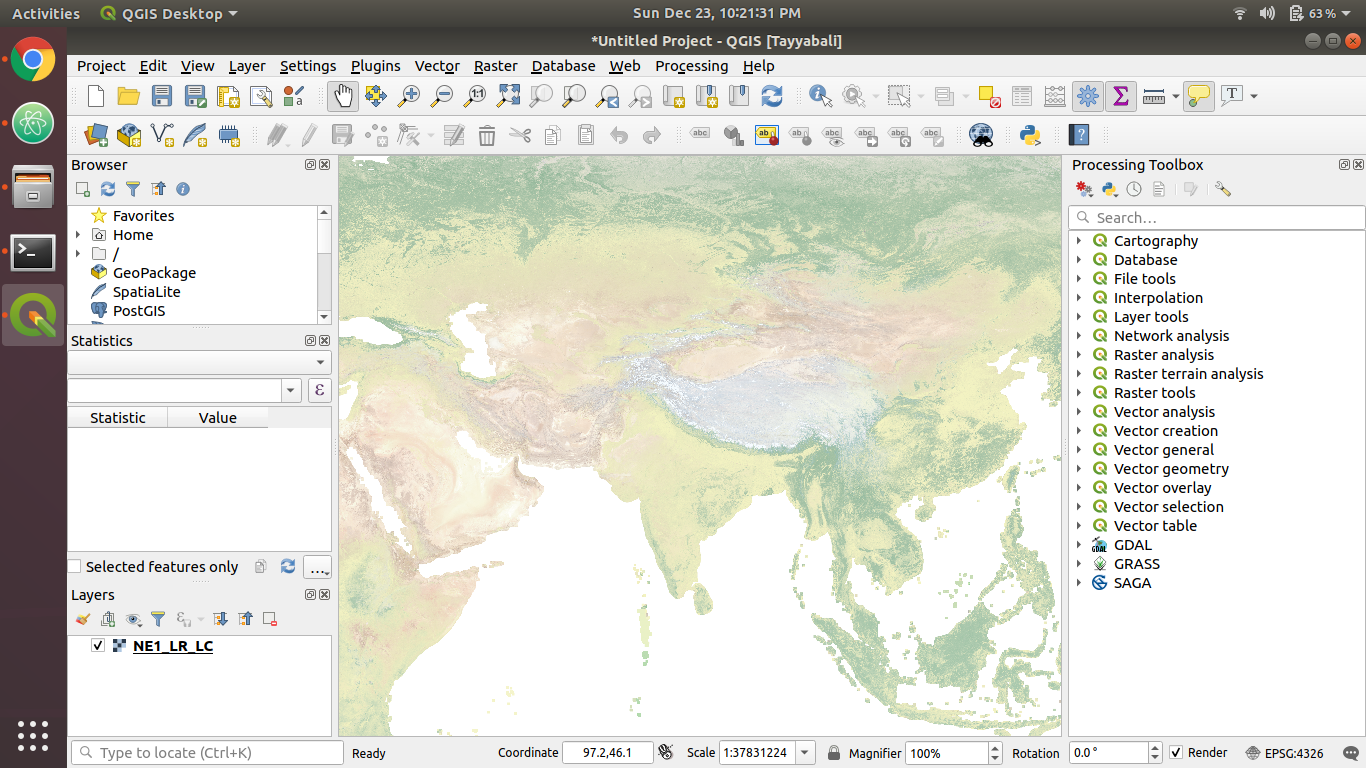 Activities QGIS Desktop Sun Dec 23, 10:21:31 PM 63 %
*Untitled Project - QGIS [Tayyabali]
Project Edit View Layer Settings Plugins Vector Raster Database Web Processing Help
Browser
Favorites
Home
/
GeoPackage
SpatiaLite
PostGIS
Statistics
ε
Statistic Value
Selected features only ...
Layers
NE1_LR_LC
Processing Toolbox
Search...
Cartography
Database
File tools
Interpolation
Layer tools
Network analysis
Raster analysis
Raster terrain analysis
Raster tools
Vector analysis
Vector creation
Vector general
Vector geometry
Vector overlay
Vector selection
Vector table
GDAL
GRASS
SAGA
Type to locate (Ctrl+K) Ready Coordinate 97.2,46.1 Scale 1:37831224 Magnifier 100% Rotation 0.0 ° Render EPSG:4326